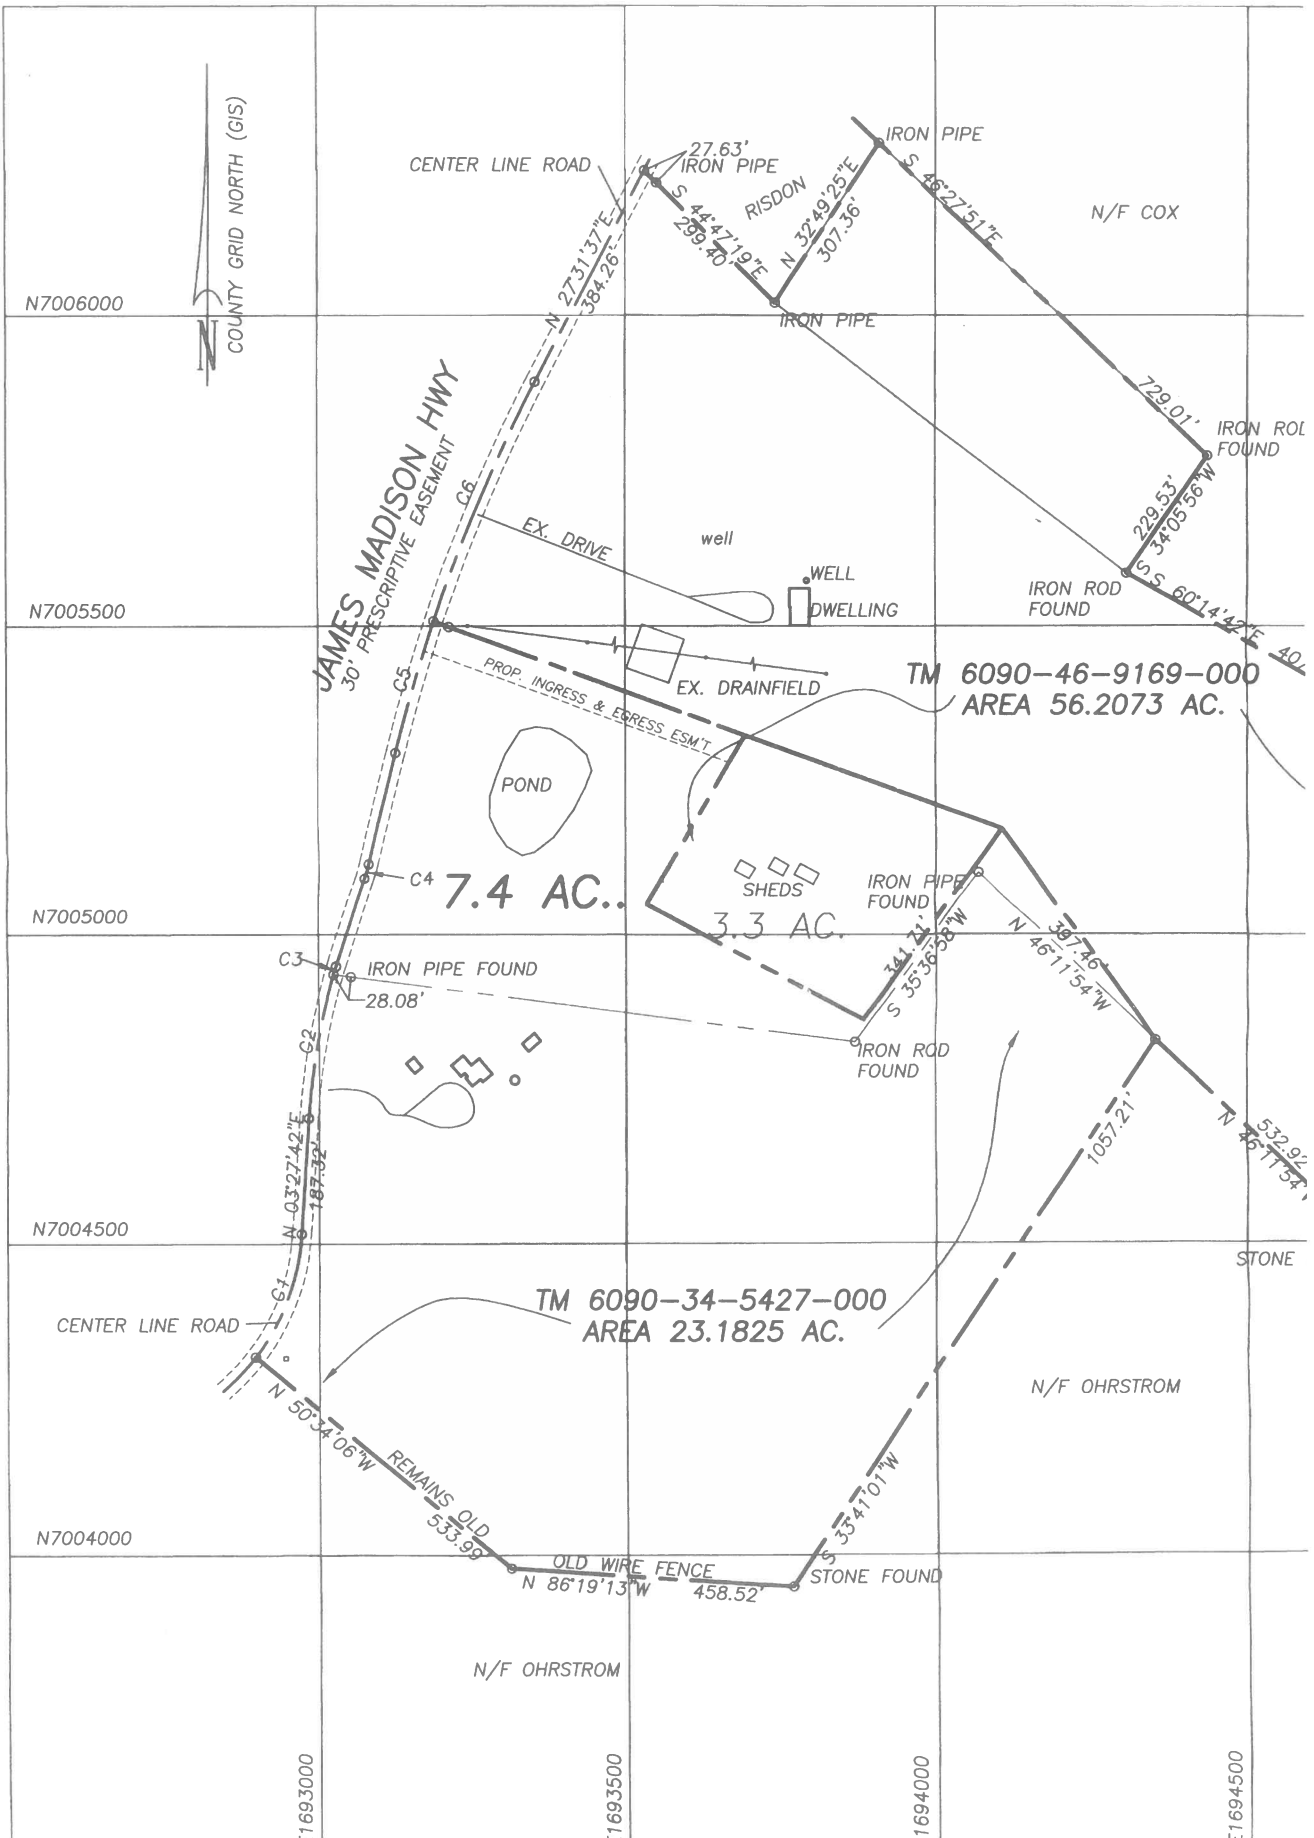 COUNTY GRID NORTH (GIS)
N
CENTER LINE ROAD
27.63'
IRON PIPE
IRON PIPE
RISDON
N 32°49'25"E
307.36'
S 46°27'51"E
N/F COX
S 44°47'19"E
299.40'
N 27°31'37"E
384.26'
N7006000
IRON PIPE
729.01'
IRON ROD
FOUND
JAMES MADISON HWY
30' PRESCRIPTIVE EASEMENT
C6
EX. DRIVE
well
WELL
DWELLING
229.53'
S 34°05'56"W
IRON ROD
FOUND
S 60°14'42"E
N7005500
C5
PROP. INGRESS & EGRESS ESM'T
EX. DRAINFIELD
TM 6090-46-9169-000
AREA 56.2073 AC.
POND
C4
7.4 AC..
SHEDS
3.3 AC.
IRON PIPE
FOUND
341.71'
S 35°36'58"W
397.46'
N 46°11'54"W
N7005000
C3
IRON PIPE FOUND
28.08'
IRON ROD
FOUND
C2
1057.21'
532.92
N 46°11'54"W
N 03°27'42"E
187.32'
N7004500
STONE
C1
TM 6090-34-5427-000
AREA 23.1825 AC.
CENTER LINE ROAD
N/F OHRSTROM
N 50°34'06"W
REMAINS OLD
533.99'
S 33°41'01"W
N7004000
OLD WIRE FENCE
N 86°19'13"W
458.52'
STONE FOUND
N/F OHRSTROM
E1693000
E1693500
E1694000
E1694500